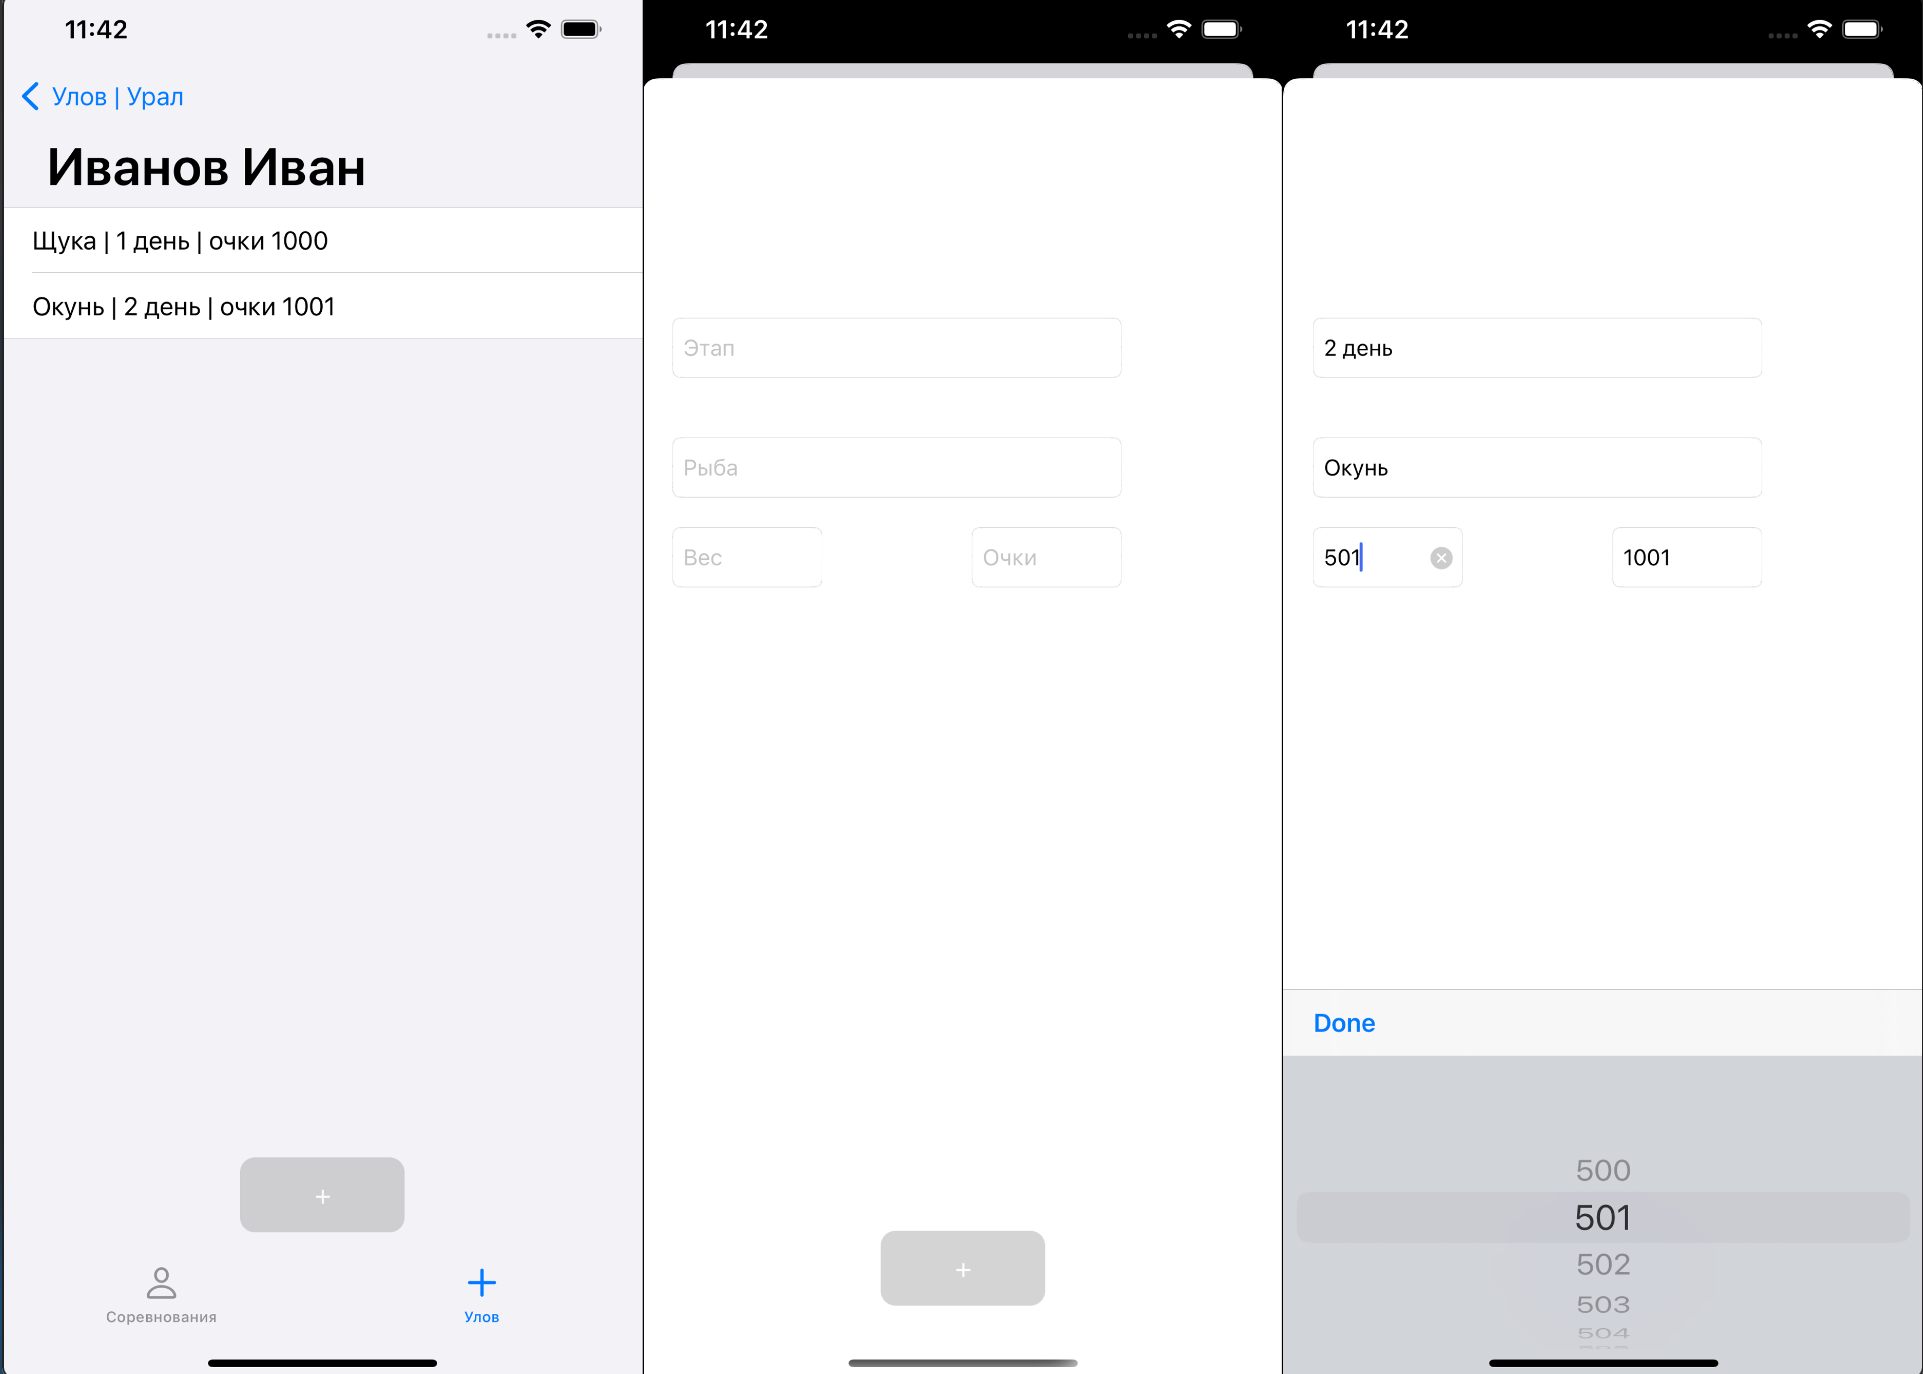 11:42
Улов | Урал
Иванов Иван
Щука | 1 день | очки 1000
Окунь | 2 день | очки 1001
+
Соревнования
Улов
11:42
Этап
Рыба
Вес
Очки
+
11:42
2 день
Окунь
501
1001
Done
500
501
502
503
504